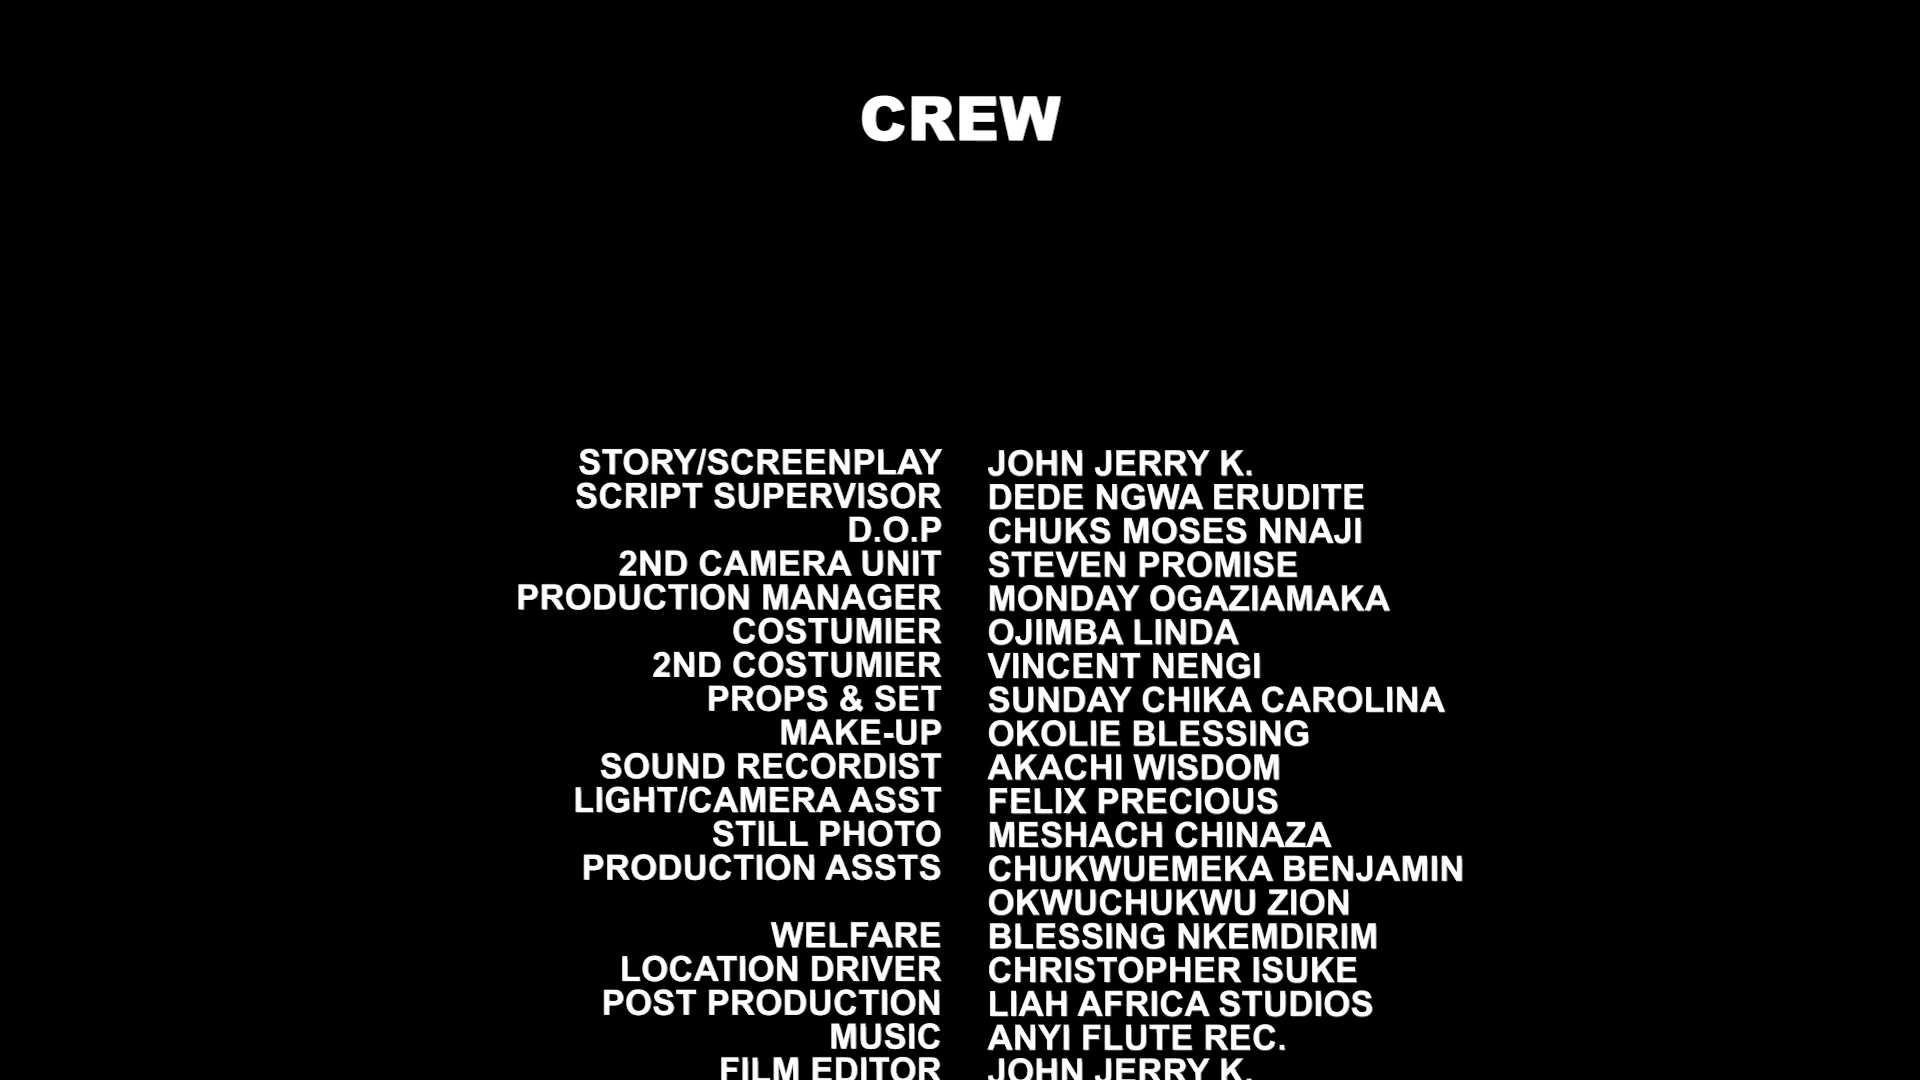 CREW
STORY/SCREENPLAY JOHN JERRY K.
SCRIPT SUPERVISOR DEDE NGWA ERUDITE
D.O.P CHUKS MOSES NNAJI
2ND CAMERA UNIT STEVEN PROMISE
PRODUCTION MANAGER MONDAY OGAZIAMAKA
COSTUMIER OJIMBA LINDA
2ND COSTUMIER VINCENT NENGI
PROPS & SET SUNDAY CHIKA CAROLINA
MAKE-UP OKOLIE BLESSING
SOUND RECORDIST AKACHI WISDOM
LIGHT/CAMERA ASST FELIX PRECIOUS
STILL PHOTO MESHACH CHINAZA
PRODUCTION ASSTS CHUKWUEMEKA BENJAMIN
OKWUCHUKWU ZION
WELFARE BLESSING NKEMDIRIM
LOCATION DRIVER CHRISTOPHER ISUKE
POST PRODUCTION LIAH AFRICA STUDIOS
MUSIC ANYI FLUTE REC.
FILM EDITOR JOHN JERRY K.